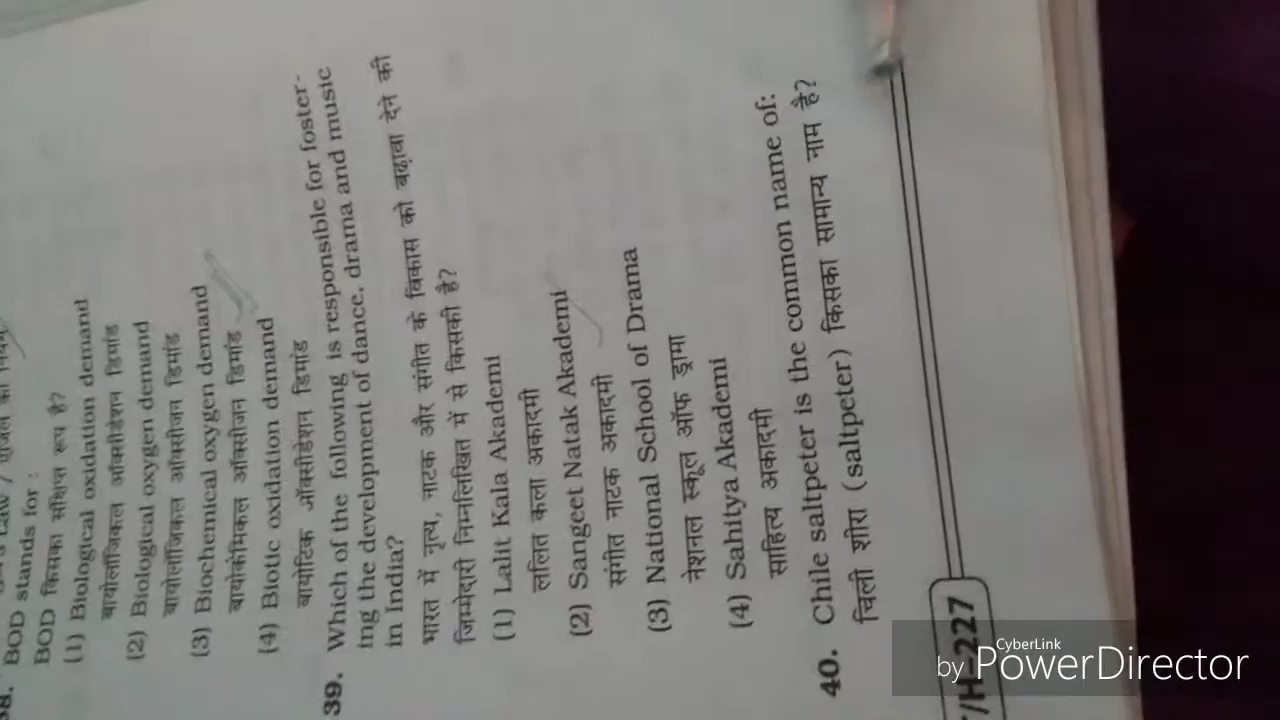 Law /
38. BOD stands for :
BOD किसका संक्षिप्त रूप है?
(1) Biological oxidation demand
बायोलॉजिकल ऑक्सीडेशन डिमांड
(2) Biological oxygen demand
बायोलॉजिकल ऑक्सीजन डिमांड
(3) Biochemical oxygen demand
बायोकेमिकल ऑक्सीजन डिमांड
(4) Biotic oxidation demand
बायोटिक ऑक्सीडेशन डिमांड
39. Which of the following is responsible for foster-
ing the development of dance, drama and music
in India?
भारत में नृत्य, नाटक और संगीत के विकास को बढ़ावा देने की
जिम्मेदारी निम्नलिखित में से किसकी है?
(1) Lalit Kala Akademi
ललित कला अकादमी
(2) Sangeet Natak Akademi
संगीत नाटक अकादमी
(3) National School of Drama
नेशनल स्कूल ऑफ ड्रामा
(4) Sahitya Akademi
साहित्य अकादमी
40. Chile saltpeter is the common name of:
चिली शीरा (saltpeter) किसका सामान्य नाम है?
/H-227
CyberLink
by PowerDirector